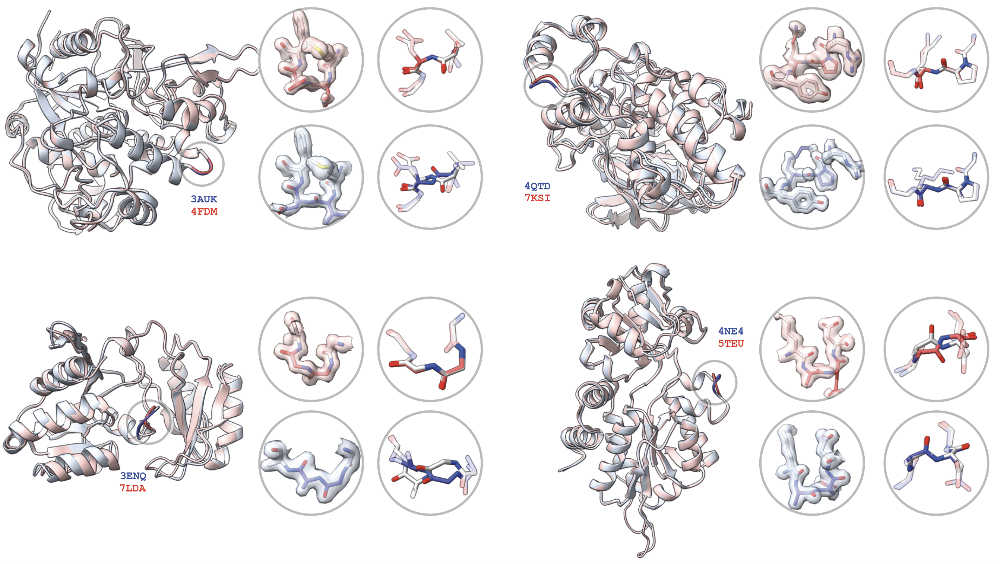 3AUK
4FDM
4QTD
7KSI
3ENQ
7LDA
4NE4
5TEU